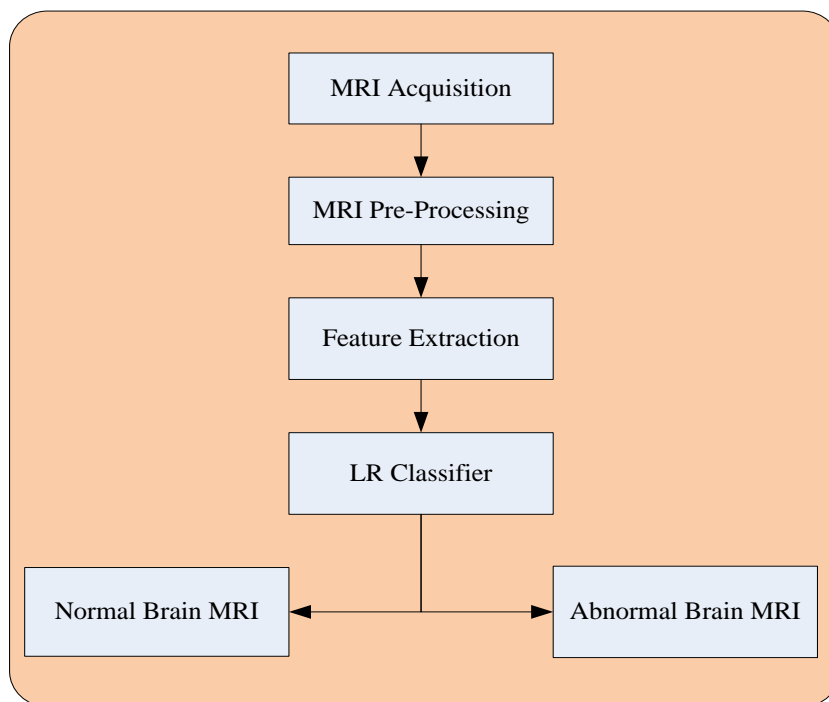 MRI Acquisition
MRI Pre-Processing
Feature Extraction
LR Classifier
Normal Brain MRI
Abnormal Brain MRI